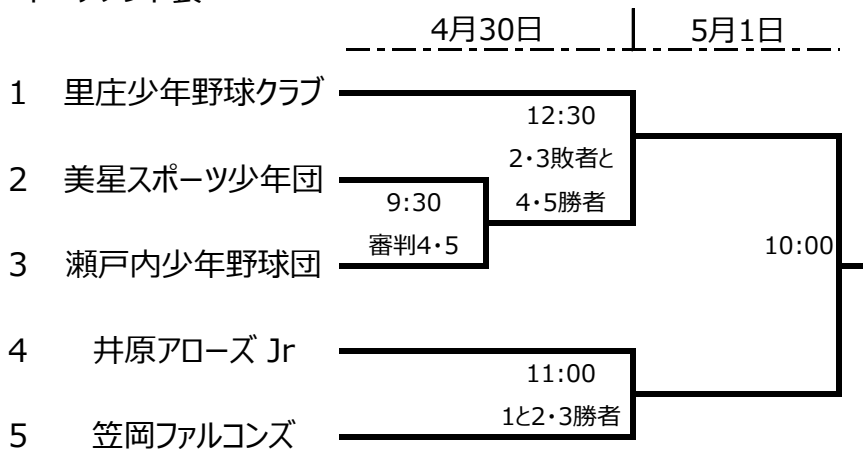 4月30日 5月1日
1 里庄少年野球クラブ
12:30
2・3敗者と
4・5勝者
2 美星スポーツ少年団
9:30
審判4・5
3 瀬戸内少年野球団
10:00
4 井原アローズ Jr
11:00
1と2・3勝者
5 笠岡ファルコンズ